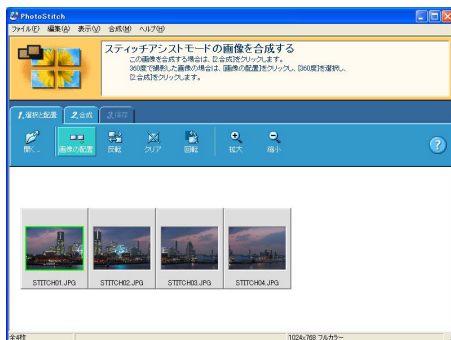 PhotoStitch
ファイル(F) 編集(A) 表示(V) 合成(M) ヘルプ(H)
スティッチアシストモードの画像を合成する
この画像を合成する場合は、[2.合成]をクリックします。
360度で撮影した画像の場合は、[画像の配置]をクリックし、[360度]を選択し、
[2.合成]をクリックします。
1.選択と配置 2.合成 3.保存
開く... 画像の配置 反転 クリア 回転 拡大 縮小
STITCH01.JPG STITCH02.JPG STITCH03.JPG STITCH04.JPG
全4枚 1024x768 フルカラー